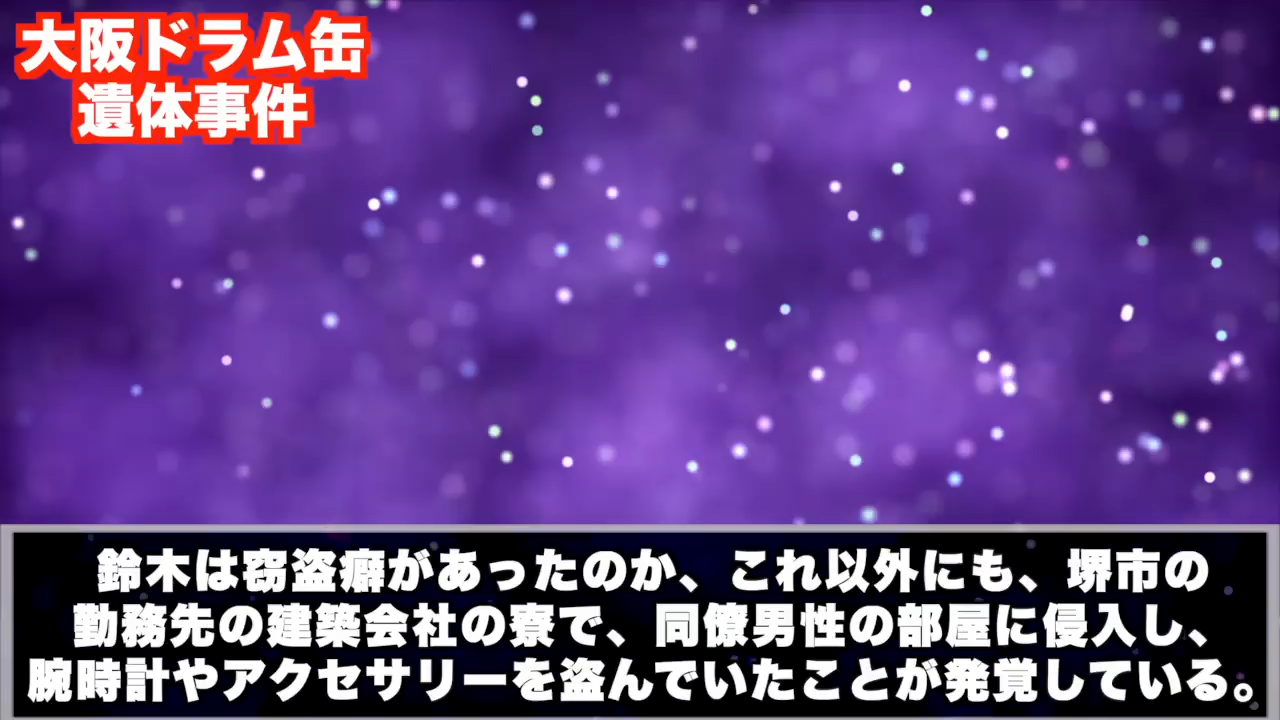 大阪ドラム缶
遺体事件
鈴木は窃盗癖があったのか、これ以外にも、堺市の
勤務先の建築会社の寮で、同僚男性の部屋に侵入し、
腕時計やアクセサリーを盗んでいたことが発覚している。